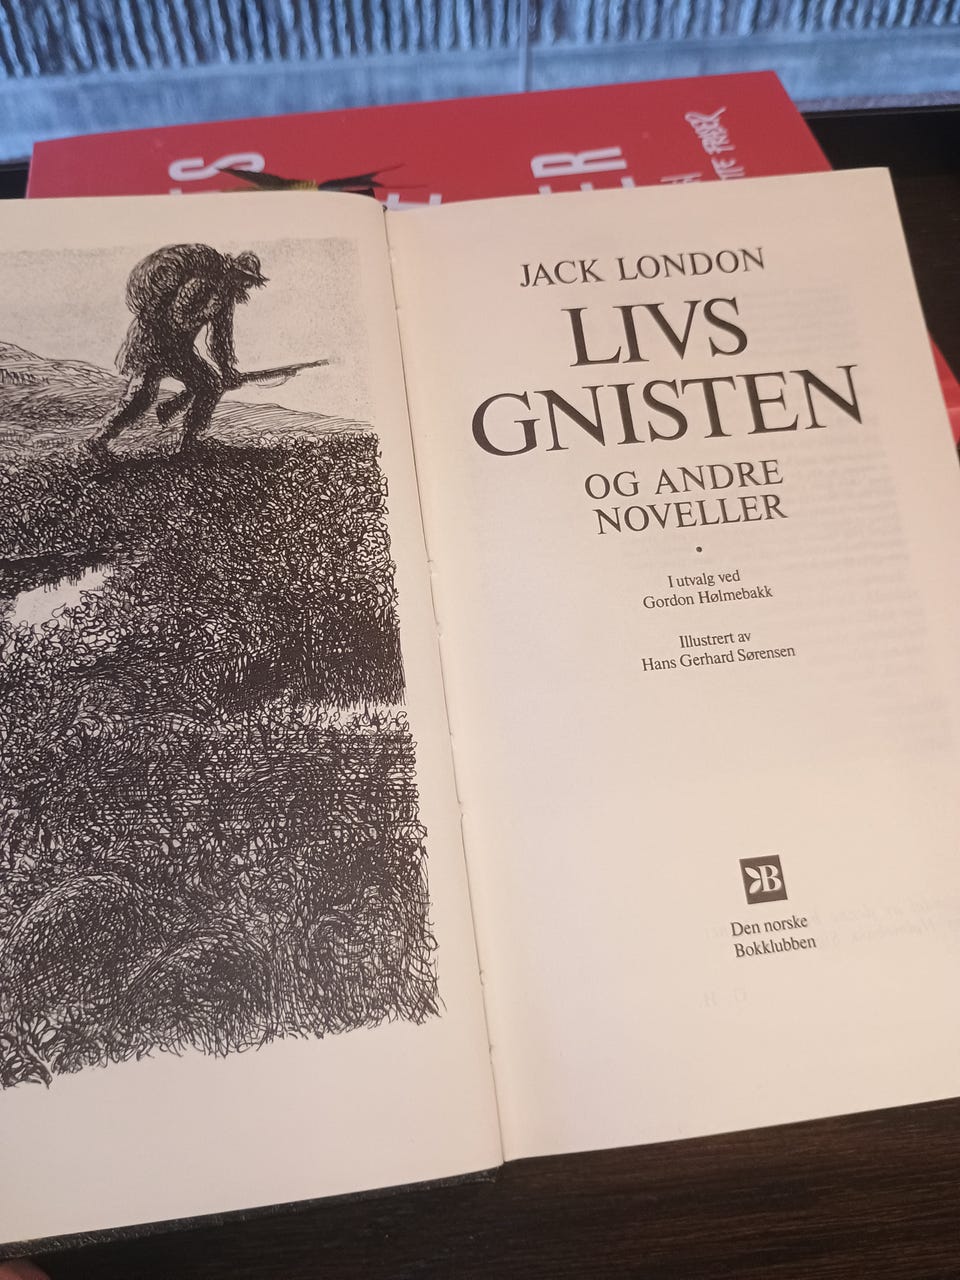 JACK LONDON
LIVS
GNISTEN
OG ANDRE
NOVELLER
•
I utvalg ved
Gordon Hølmebakk
Illustrert av
Hans Gerhard Sørensen
B
Den norske
Bokklubben